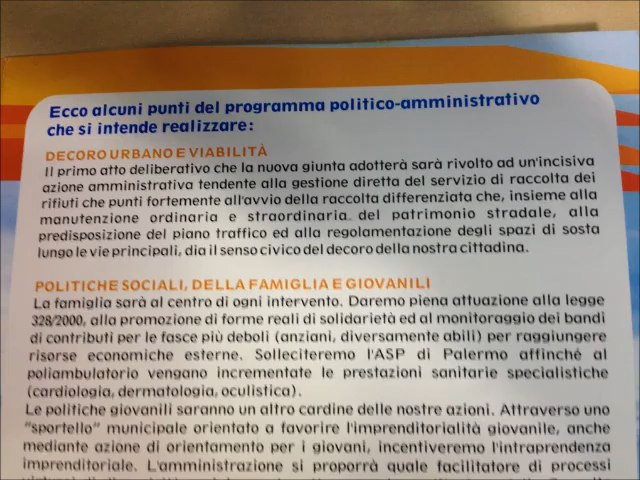 Ecco alcuni punti del programma politico-amministrativo
che si intende realizzare:
DECORO URBANO E VIABILITÀ
Il primo atto deliberativo che la nuova giunta adotterà sarà rivolto ad un'incisiva
azione amministrativa tendente alla gestione diretta del servizio di raccolta dei
rifiuti che punti fortemente all'avvio della raccolta differenziata che, insieme alla
manutenzione ordinaria e straordinaria del patrimonio stradale, alla
predisposizione del piano traffico ed alla regolamentazione degli spazi di sosta
lungo le vie principali, dia il senso civico del decoro della nostra cittadina.
POLITICHE SOCIALI, DELLA FAMIGLIA E GIOVANILI
La famiglia sarà al centro di ogni intervento. Daremo piena attuazione alla legge
328/2000, alla promozione di forme reali di solidarietà ed al monitoraggio dei bandi
di contributi per le fasce più deboli (anziani, diversamente abili) per raggiungere
risorse economiche esterne. Solleciteremo l'ASP di Palermo affinché al
poliambulatorio vengano incrementate le prestazioni sanitarie specialistiche
(cardiologia, dermatologia, oculistica).
Le politiche giovanili saranno un altro cardine delle nostre azioni. Attraverso uno
"sportello" municipale orientato a favorire l'imprenditorialità giovanile, anche
mediante azione di orientamento per i giovani, incentiveremo l'intraprendenza
imprenditoriale. L'amministrazione si proporrà quale facilitatore di processi